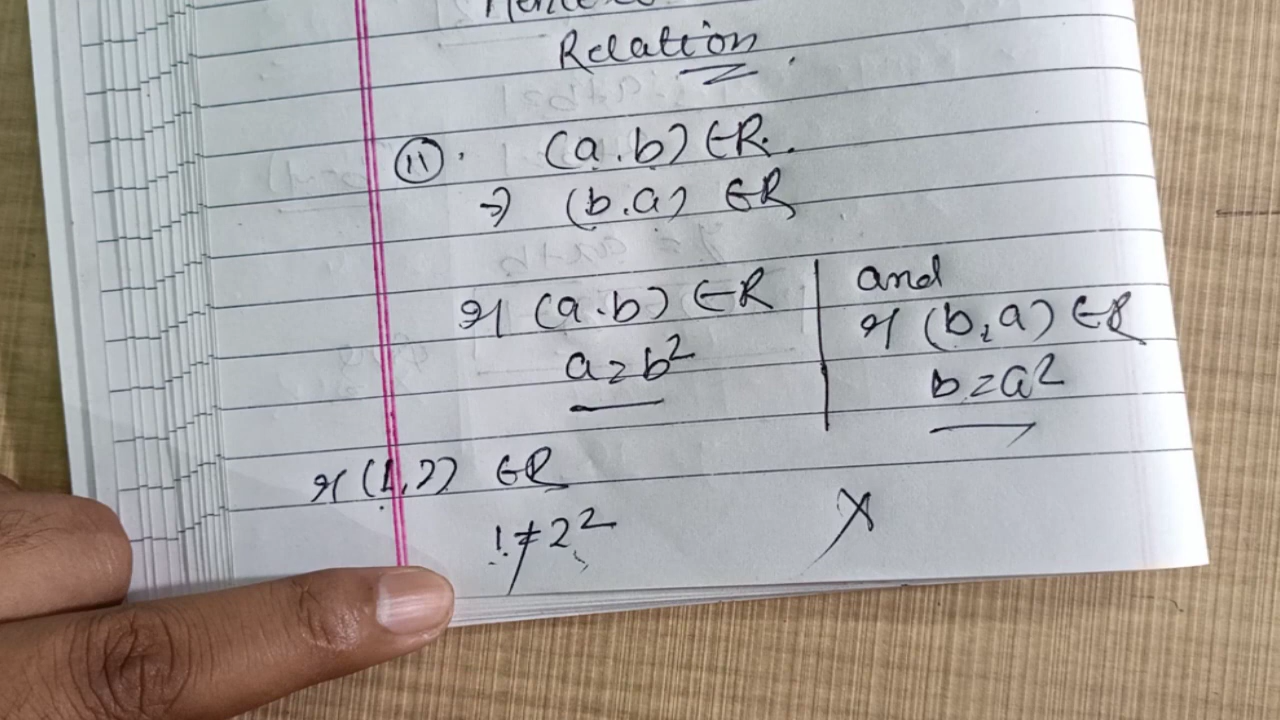 Relation.
(ii). (a.b) ∈R.
⇒ (b.a) ∈R
if (a.b) ∈R
a=b²
and
if (b,a) ∈R
b=a²
if (1,2) ∈R
1≠2²
X